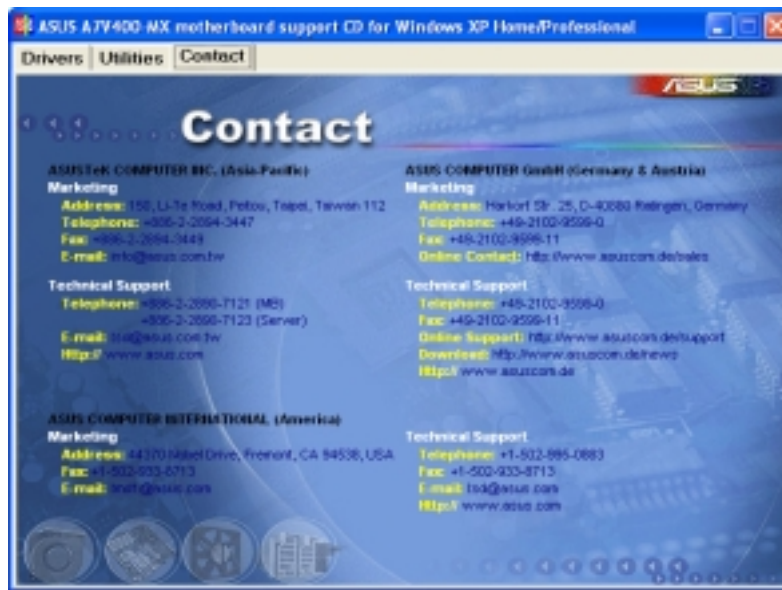 ASUS A7V400-MX motherboard support CD for Windows XP Home/Professional
Drivers Utilities Contact
ASUS
Contact
ASUSTeK COMPUTER INC. (Asia-Pacific)
Marketing
Address: 150, Li-Te Road, Peitou, Taipei, Taiwan 112
Telephone: +886-2-2894-3447
Fax: +886-2-2894-3449
E-mail: info@asus.com.tw
Technical Support
Telephone: +886-2-2890-7121 (MB)
+886-2-2890-7123 (Server)
E-mail: tsd@asus.com.tw
Http:// www.asus.com
ASUS COMPUTER GmbH (Germany & Austria)
Marketing
Address: Harkort Str. 25, D-40880 Ratingen, Germany
Telephone: +49-2102-9599-0
Fax: +49-2102-9599-11
Online Contact: http://www.asuscom.de/sales
Technical Support
Telephone: +49-2102-9599-0
Fax: +49-2102-9599-11
Online Support: http://www.asuscom.de/support
Download: http://www.asuscom.de/news
Http:// www.asuscom.de
ASUS COMPUTER INTERNATIONAL (America)
Marketing
Address: 44370 Nobel Drive, Fremont, CA 94538, USA
Fax: +1-502-933-8713
E-mail: @asus.com
Technical Support
Telephone: +1-502-995-0883
Fax: +1-502-933-8713
E-mail: tsd@asus.com
Http:// www.asus.com